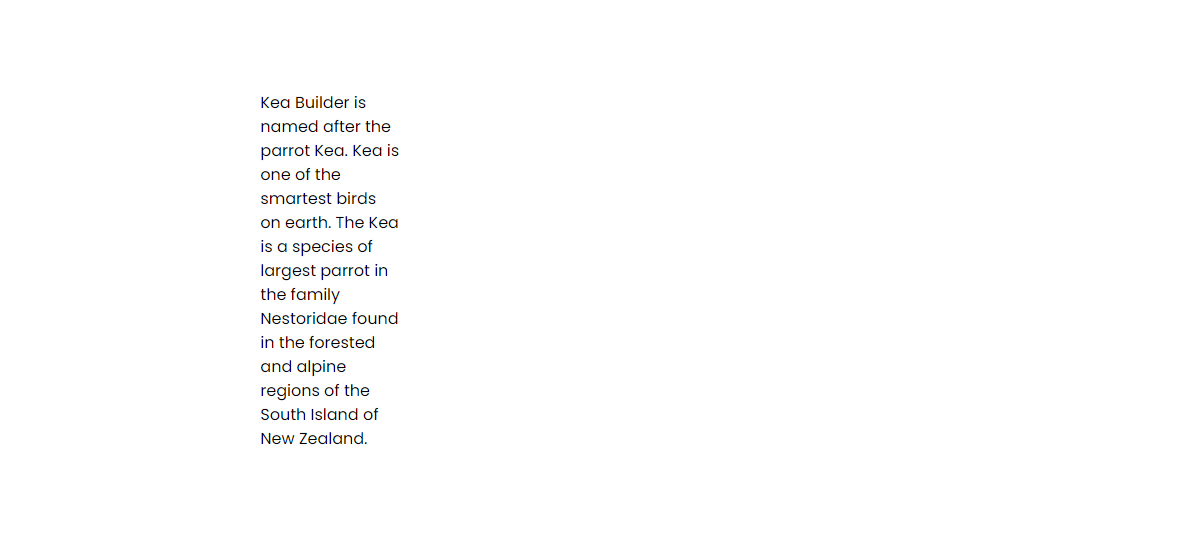 Kea Builder is
named after the
parrot Kea. Kea is
one of the
smartest birds
on earth. The Kea
is a species of
largest parrot in
the family
Nestoridae found
in the forested
and alpine
regions of the
South Island of
New Zealand.